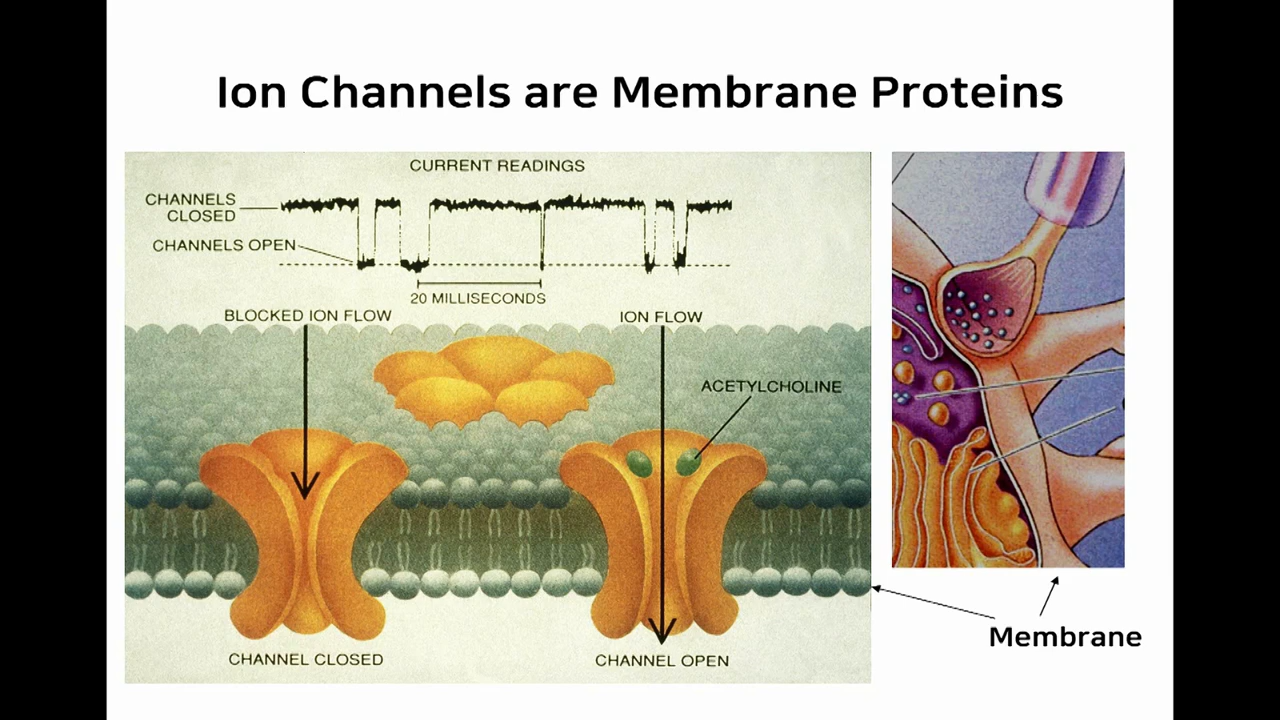 Ion Channels are Membrane Proteins
CURRENT READINGS
CHANNELS
CLOSED
CHANNELS OPEN
20 MILLISECONDS
BLOCKED ION FLOW
ION FLOW
ACETYLCHOLINE
CHANNEL CLOSED
CHANNEL OPEN
Membrane